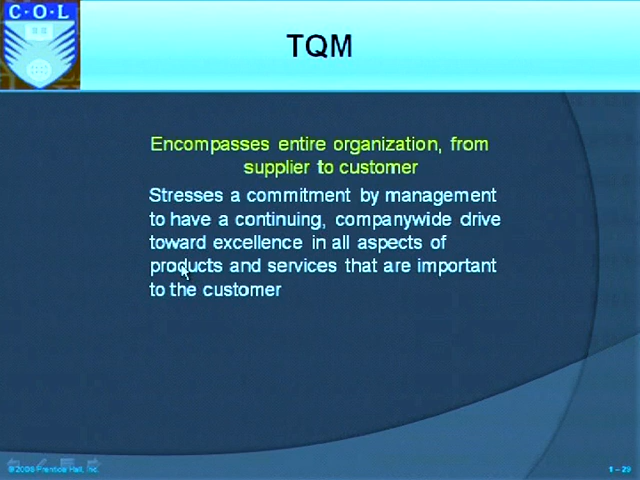 C·O·L
TQM
Encompasses entire organization, from
supplier to customer
Stresses a commitment by management
to have a continuing, companywide drive
toward excellence in all aspects of
products and services that are important
to the customer
© 2008 Prentice Hall, Inc.
1 – 29